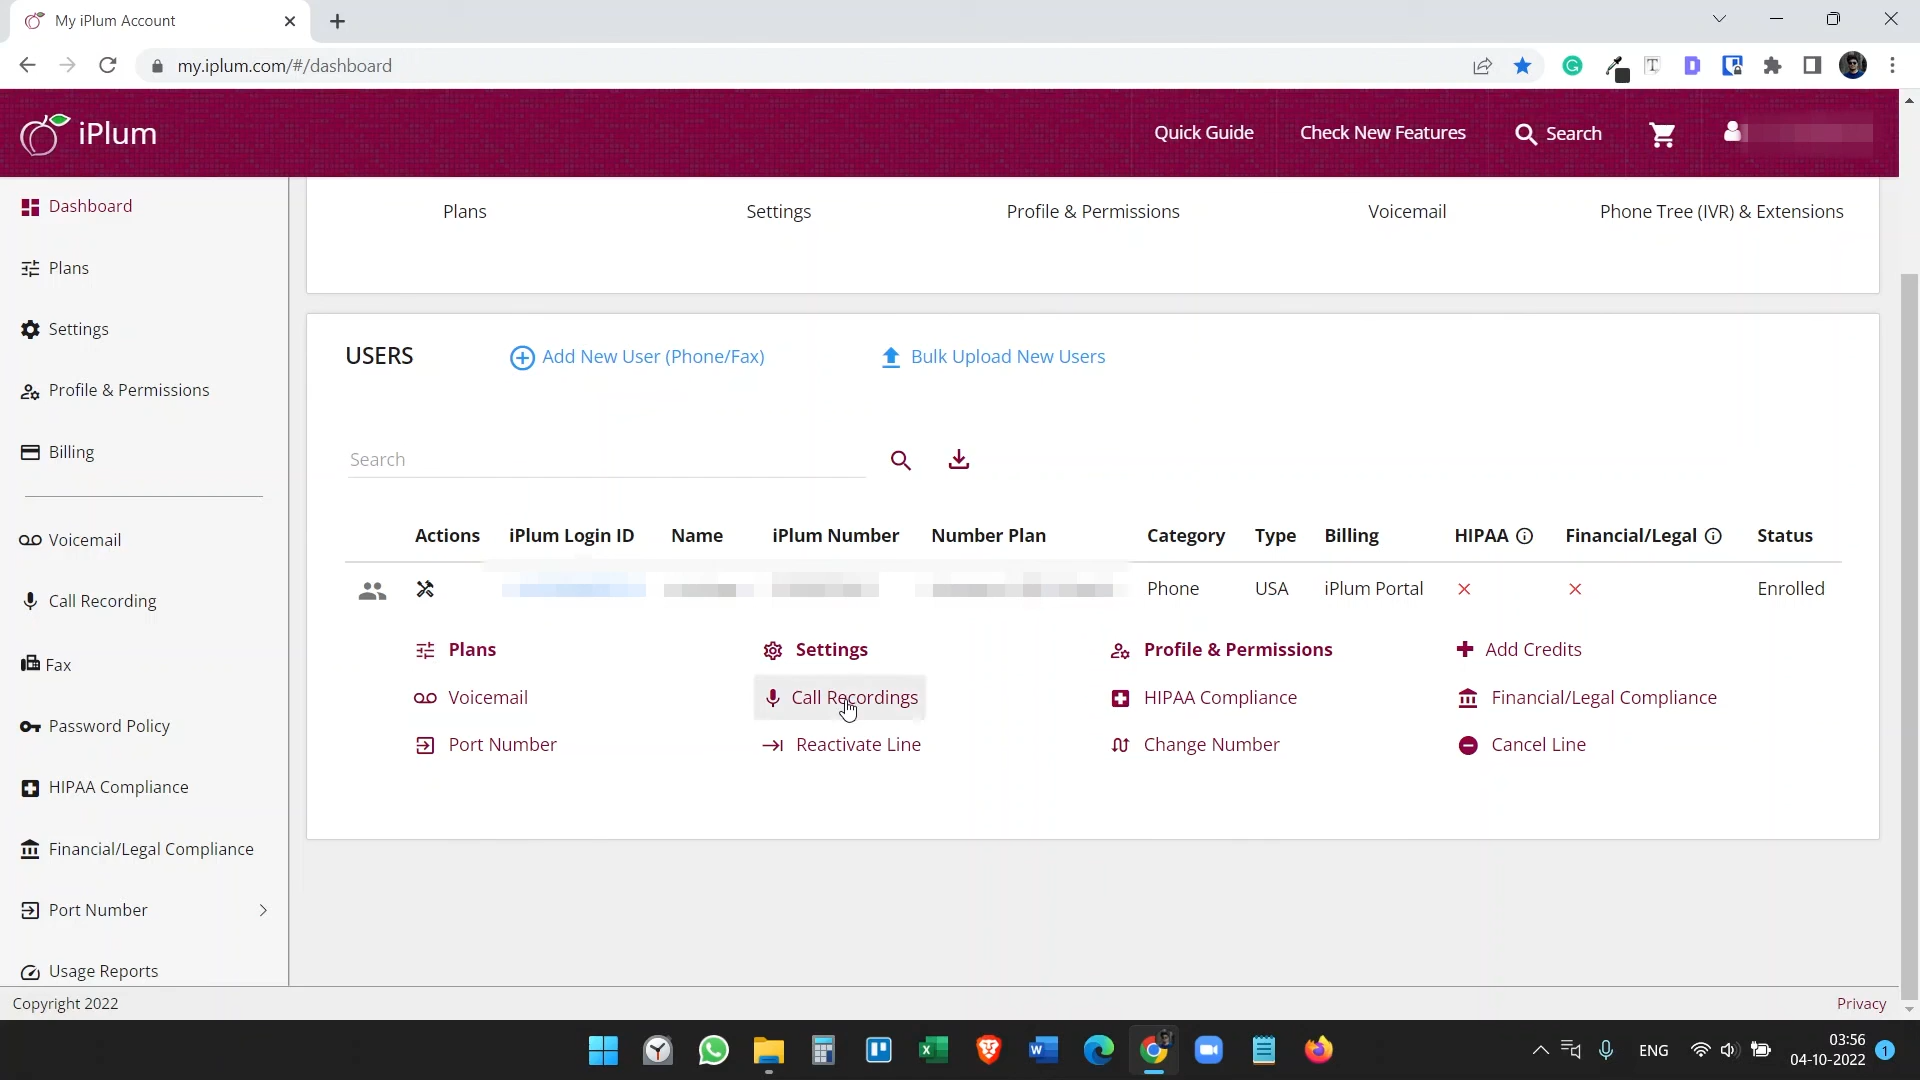 My iPlum Account
my.iplum.com/#/dashboard
iPlum
Quick Guide
Check New Features
Search
Dashboard
Plans
Settings
Profile & Permissions
Billing
Voicemail
Call Recording
Fax
Password Policy
HIPAA Compliance
Financial/Legal Compliance
Port Number
Usage Reports
Plans Settings Profile & Permissions Voicemail Phone Tree (IVR) & Extensions
USERS Add New User (Phone/Fax) Bulk Upload New Users
Search
Actions iPlum Login ID Name iPlum Number Number Plan Category Type Billing HIPAA Financial/Legal Status
Phone USA iPlum Portal Enrolled
Plans Settings Profile & Permissions Add Credits
Voicemail Call Recordings HIPAA Compliance Financial/Legal Compliance
Port Number Reactivate Line Change Number Cancel Line
Copyright 2022
Privacy
ENG
03:56
04-10-2022
1